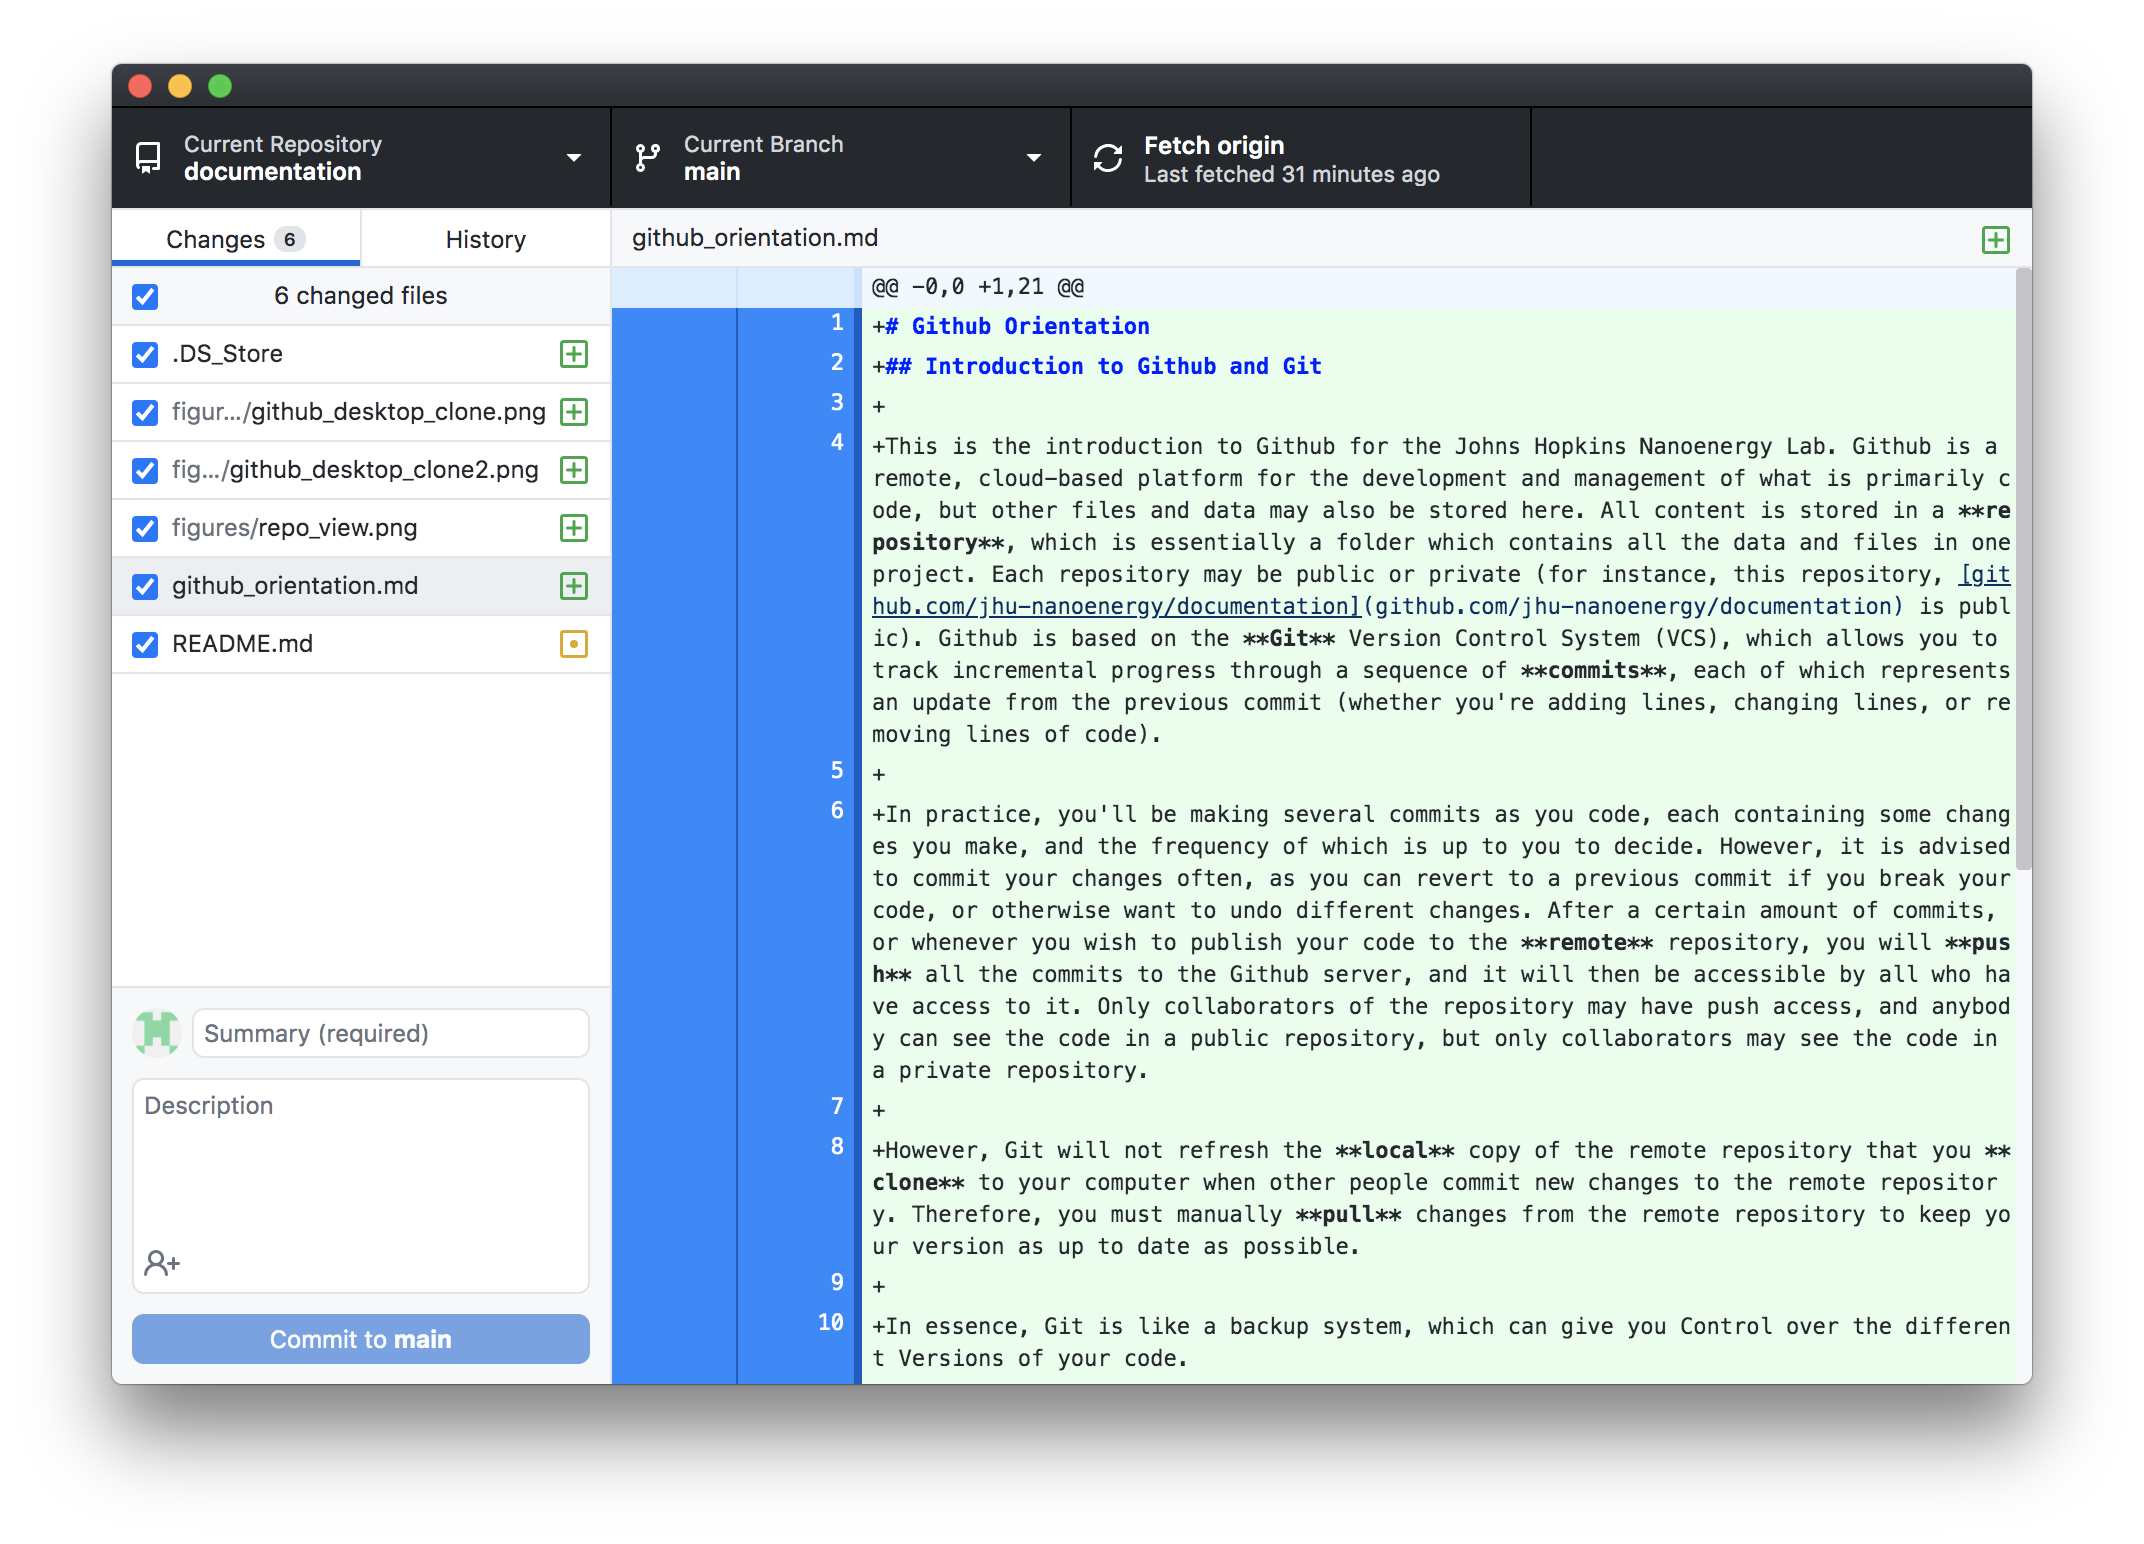 Current Repository
documentation
Current Branch
main
Fetch origin
Last fetched 31 minutes ago
Changes 6
History
6 changed files
.DS_Store
figur.../github_desktop_clone.png
fig.../github_desktop_clone2.png
figures/repo_view.png
github_orientation.md
README.md
Summary (required)
Description
Commit to main
github_orientation.md
@@ -0,0 +1,21 @@
1 +# Github Orientation
2 +## Introduction to Github and Git
3 +
4 +This is the introduction to Github for the Johns Hopkins Nanoenergy Lab. Github is a
remote, cloud-based platform for the development and management of what is primarily c
ode, but other files and data may also be stored here. All content is stored in a **re
pository**, which is essentially a folder which contains all the data and files in one
project. Each repository may be public or private (for instance, this repository, [git
hub.com/jhu-nanoenergy/documentation](github.com/jhu-nanoenergy/documentation) is publ
ic). Github is based on the **Git** Version Control System (VCS), which allows you to
track incremental progress through a sequence of **commits**, each of which represents
an update from the previous commit (whether you're adding lines, changing lines, or re
moving lines of code).
5 +
6 +In practice, you'll be making several commits as you code, each containing some chang
es you make, and the frequency of which is up to you to decide. However, it is advised
to commit your changes often, as you can revert to a previous commit if you break your
code, or otherwise want to undo different changes. After a certain amount of commits,
or whenever you wish to publish your code to the **remote** repository, you will **pus
h** all the commits to the Github server, and it will then be accessible by all who ha
ve access to it. Only collaborators of the repository may have push access, and anybod
y can see the code in a public repository, but only collaborators may see the code in
a private repository.
7 +
8 +However, Git will not refresh the **local** copy of the remote repository that you **
clone** to your computer when other people commit new changes to the remote repositor
y. Therefore, you must manually **pull** changes from the remote repository to keep yo
ur version as up to date as possible.
9 +
10 +In essence, Git is like a backup system, which can give you Control over the differen
t Versions of your code.